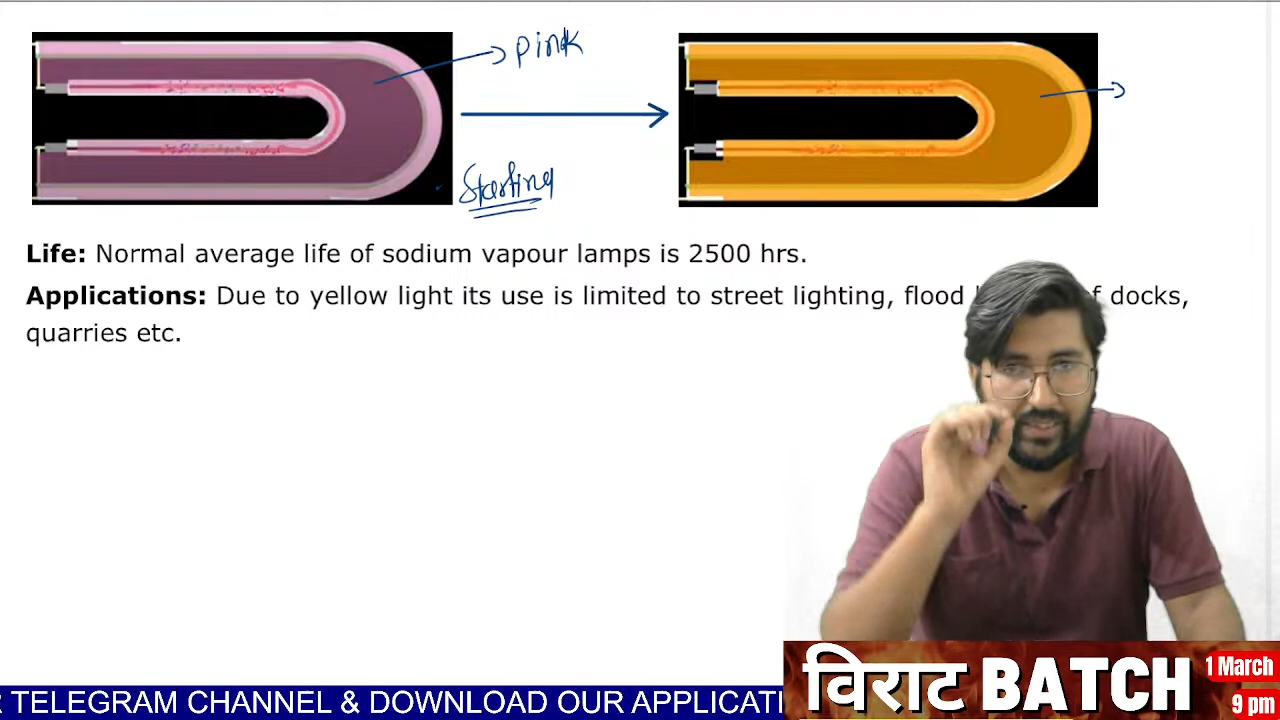 Pink
Starting
Life: Normal average life of sodium vapour lamps is 2500 hrs.
Applications: Due to yellow light its use is limited to street lighting, flood docks,
quarries etc.
विराट BATCH
1 March
9 pm
TELEGRAM CHANNEL & DOWNLOAD OUR APPLICATI